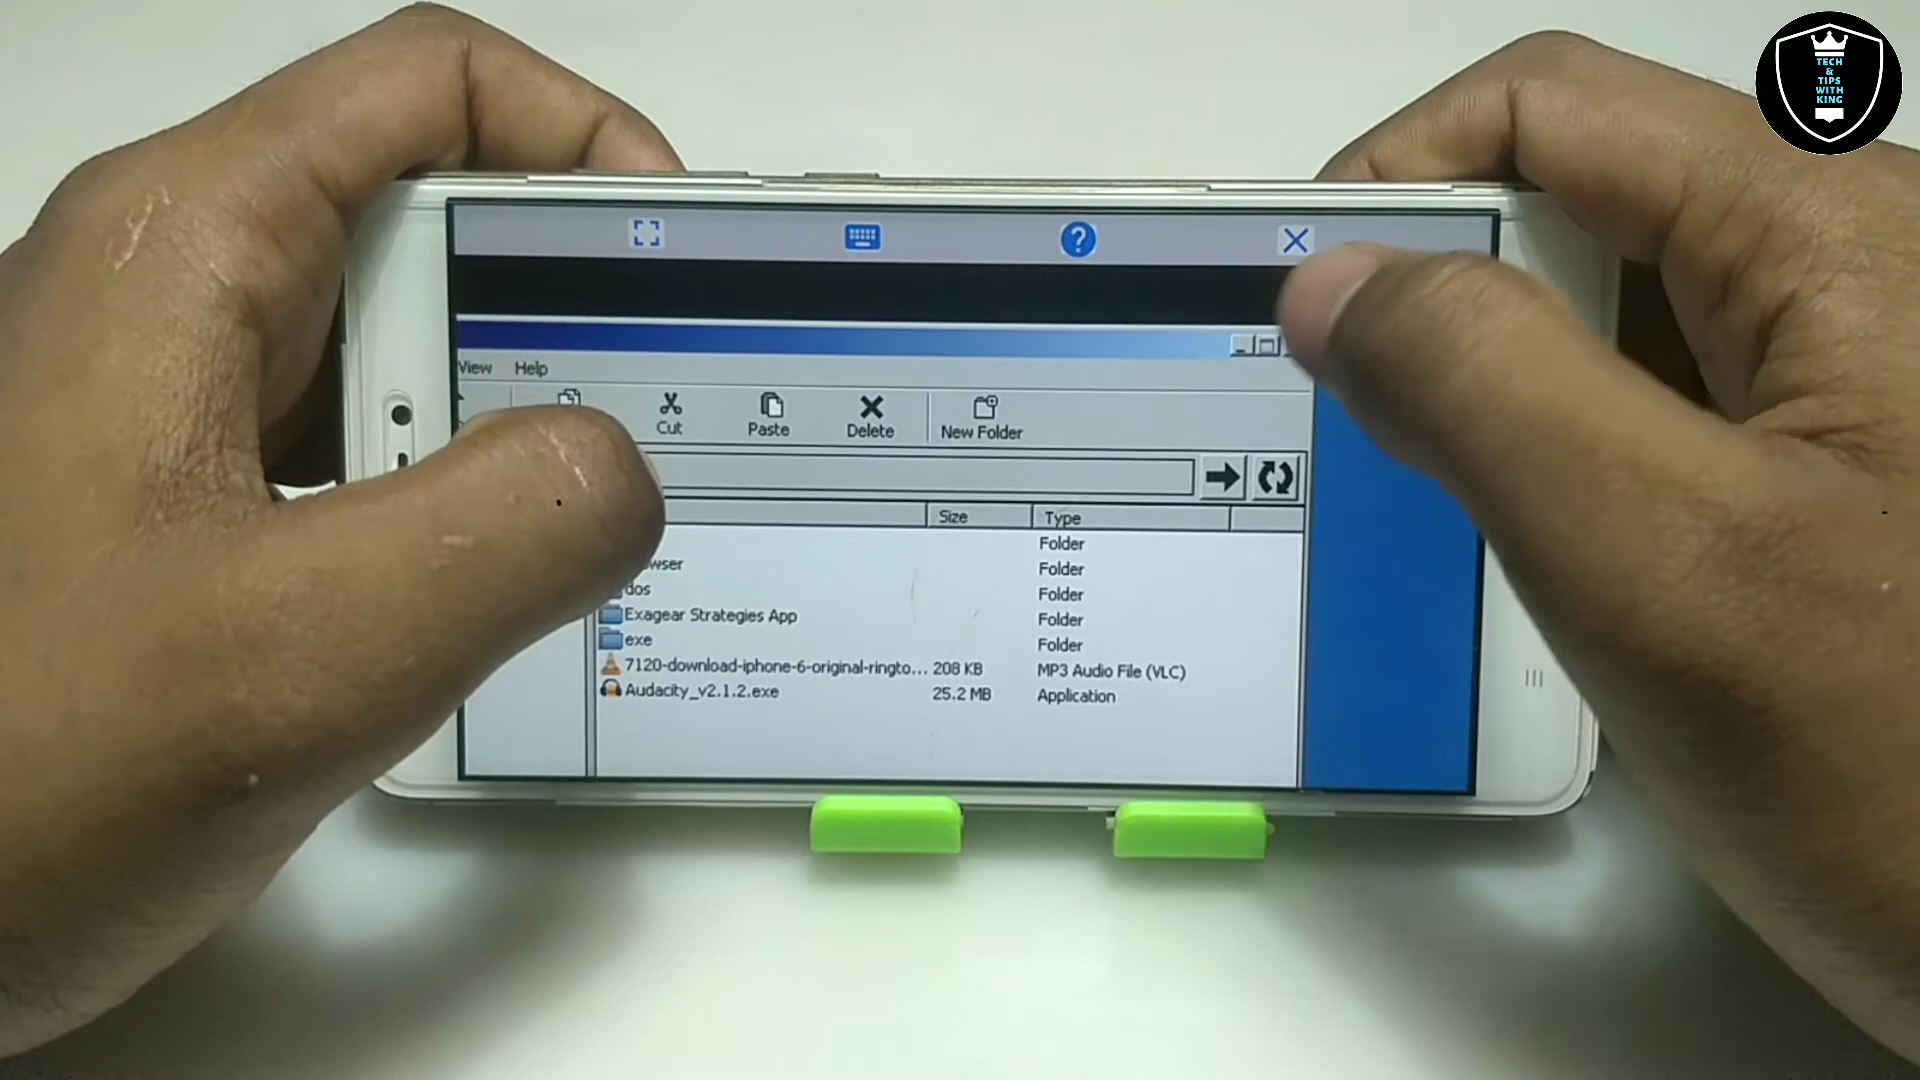 TECH
&
TIPS
WITH
KING
?
View Help
Cut Paste Delete New Folder
Size Type
Folder
Folder
dos Folder
Exagear Strategies App Folder
exe Folder
7120-download-iphone-6-original-ringto... 208 KB MP3 Audio File (VLC)
Audacity_v2.1.2.exe 25.2 MB Application